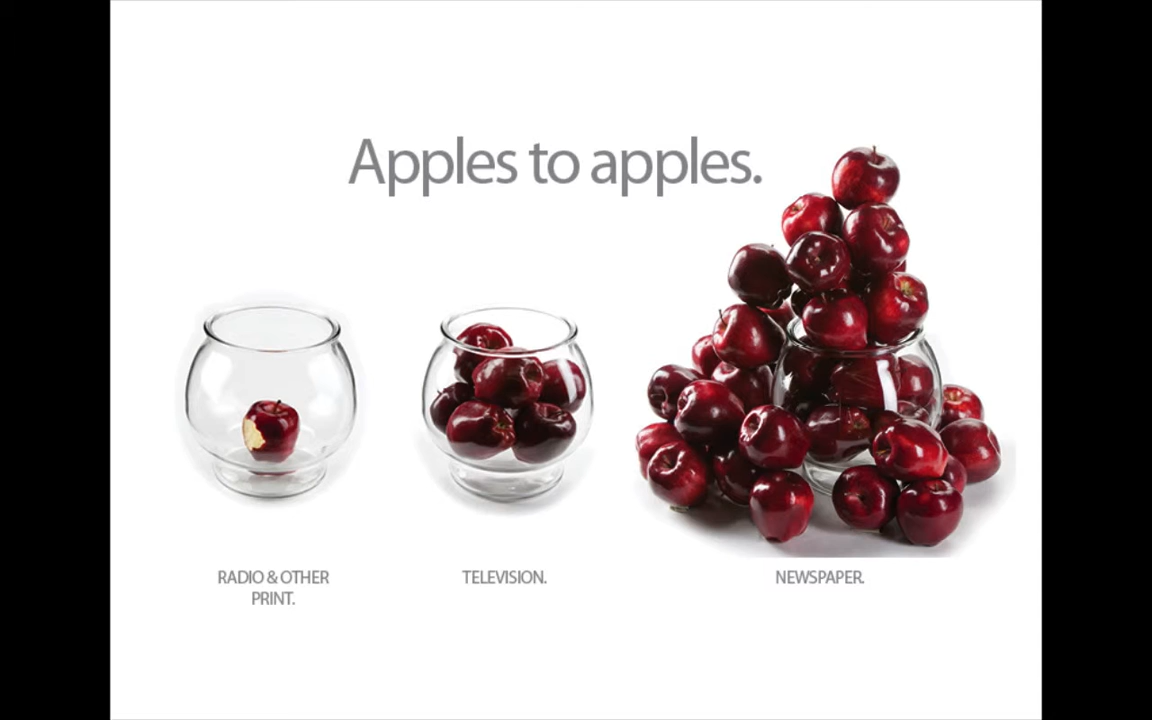 Apples to apples.
RADIO & OTHER
PRINT.
TELEVISION.
NEWSPAPER.